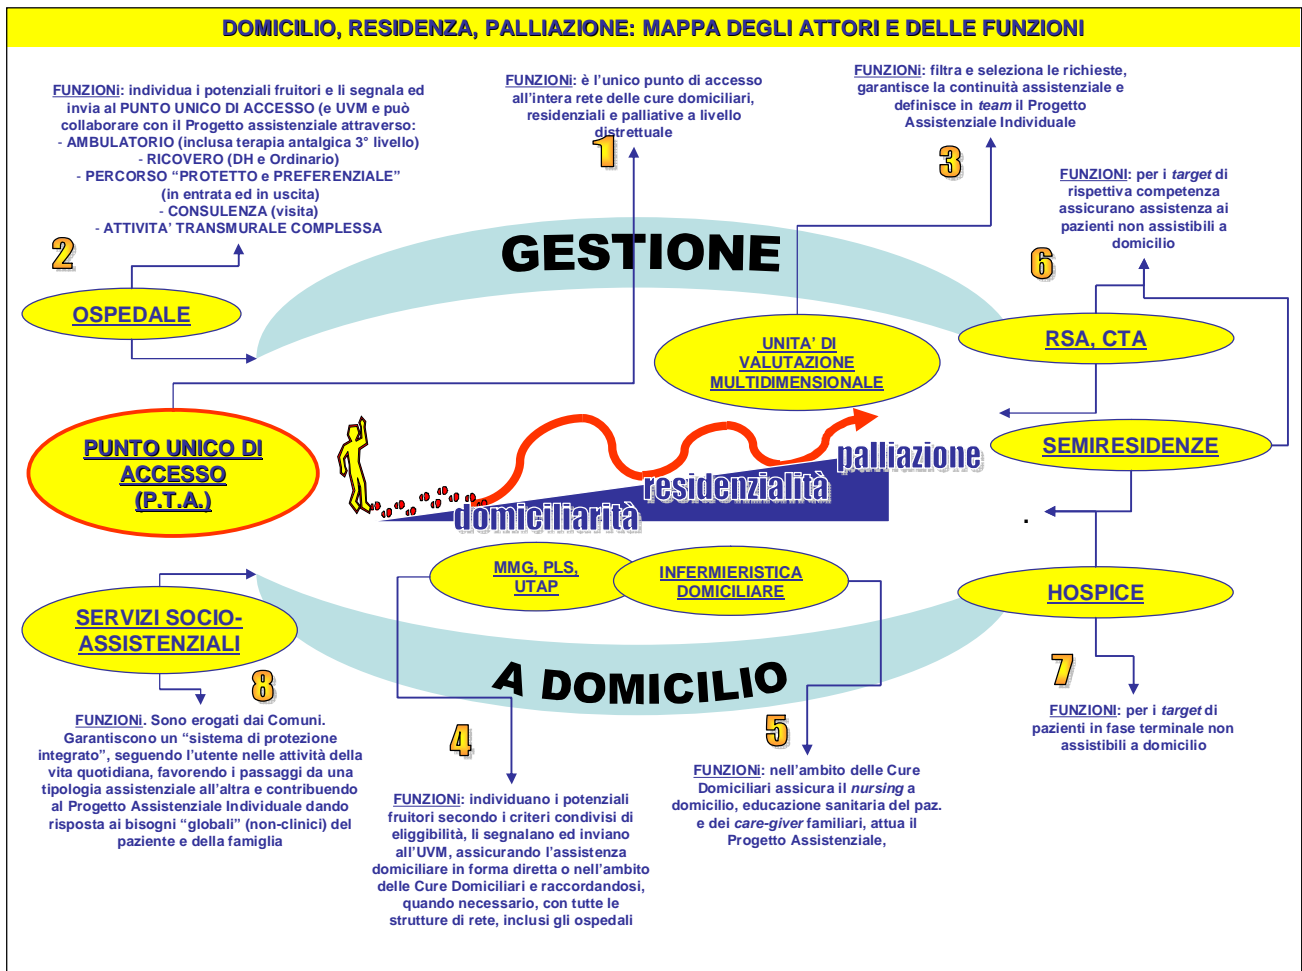 DOMICILIO, RESIDENZA, PALLIAZIONE: MAPPA DEGLI ATTORI E DELLE FUNZIONI
FUNZIONi: individua i potenziali fruitori e li segnala ed
invia al PUNTO UNICO DI ACCESSO (e UVM e può
collaborare con il Progetto assistenziale attraverso:
- AMBULATORIO (inclusa terapia antalgica 3° livello)
- RICOVERO (DH e Ordinario)
- PERCORSO “PROTETTO e PREFERENZIALE”
(in entrata ed in uscita)
- CONSULENZA (visita)
- ATTIVITA’ TRANSMURALE COMPLESSA
2
OSPEDALE
FUNZIONi: è l’unico punto di accesso
all’intera rete delle cure domiciliari,
residenziali e palliative a livello
distrettuale
1
FUNZIONi: filtra e seleziona le richieste,
garantisce la continuità assistenziale e
definisce in team il Progetto
Assistenziale Individuale
3
FUNZIONI: per i target di
rispettiva competenza
assicurano assistenza ai
pazienti non assistibili a
domicilio
6
GESTIONE
UNITA’ DI
VALUTAZIONE
MULTIDIMENSIONALE
RSA, CTA
PUNTO UNICO DI
ACCESSO
(P.T.A.)
SEMIRESIDENZE
palliazione
residenzialità
domiciliarità
.
MMG, PLS,
UTAP
INFERMIERISTICA
DOMICILIARE
HOSPICE
SERVIZI SOCIO-
ASSISTENZIALI
A DOMICILIO
8
FUNZIONi. Sono erogati dai Comuni.
Garantiscono un “sistema di protezione
integrato”, seguendo l’utente nelle attività della
vita quotidiana, favorendo i passaggi da una
tipologia assistenziale all’altra e contribuendo
al Progetto Assistenziale Individuale dando
risposta ai bisogni “globali” (non-clinici) del
paziente e della famiglia
4
FUNZIONi: individuano i potenziali
fruitori secondo i criteri condivisi di
eliggibilità, li segnalano ed inviano
all’UVM, assicurando l’assistenza
domiciliare in forma diretta o nell’ambito
delle Cure Domiciliari e raccordandosi,
quando necessario, con tutte le
strutture di rete, inclusi gli ospedali
5
FUNZIONi: nell’ambito delle Cure
Domiciliari assicura il nursing a
domicilio, educazione sanitaria del paz.
e dei care-giver familiari, attua il
Progetto Assistenziale,
7
FUNZIONI: per i target di
pazienti in fase terminale non
assistibili a domicilio